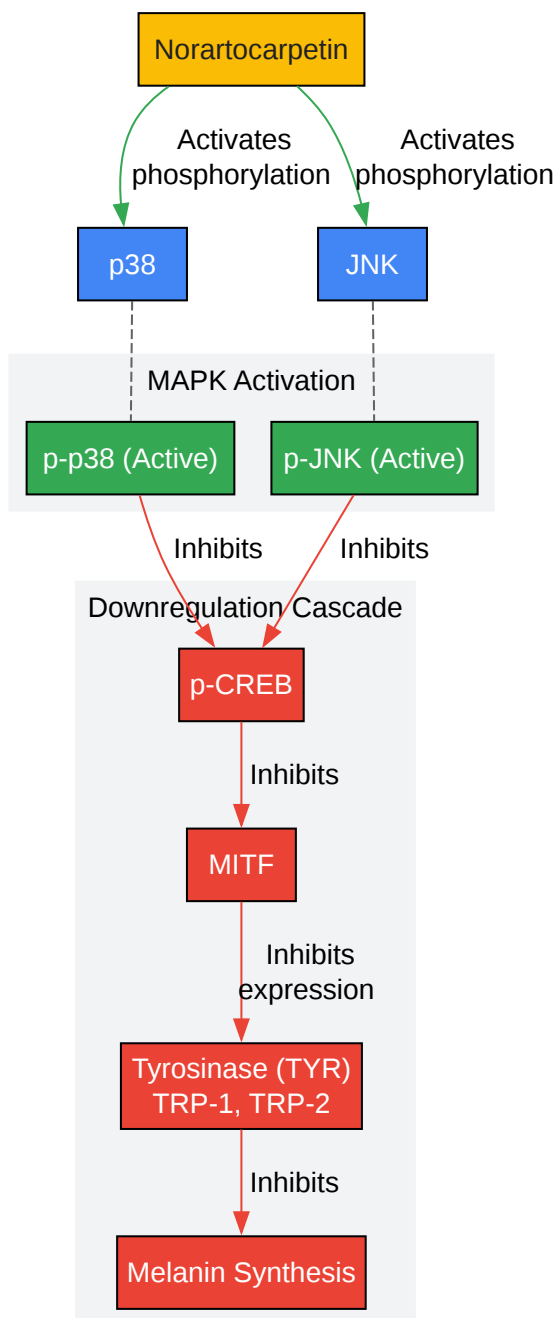 Norartocarpetin
Activates
phosphorylation
Activates
phosphorylation
p38
JNK
MAPK Activation
p-p38 (Active)
p-JNK (Active)
Inhibits
Inhibits
Downregulation Cascade
p-CREB
Inhibits
MITF
Inhibits
expression
Tyrosinase (TYR)
TRP-1, TRP-2
Inhibits
Melanin Synthesis